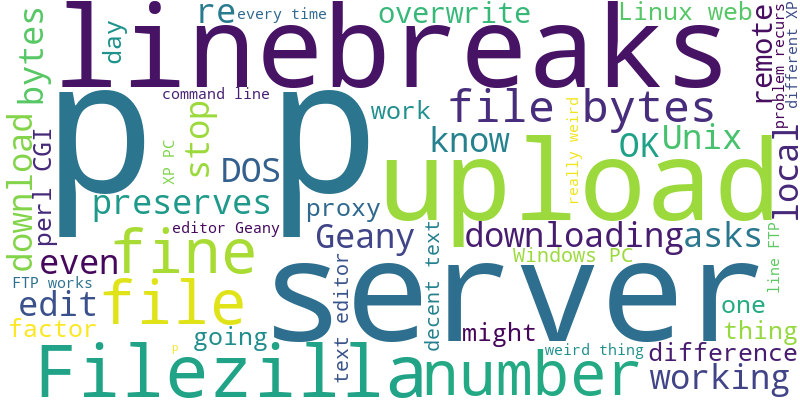 linebreaks
re
every time
overwrite
Linux web
day
bytes
command line
work
file bytes
remote
problem recurs
different XP
p p
upload
stop
XP PC
know
really weird
OK
Unix
local
download
perl CGI
DOS
preserves
proxy
editor Geany
Geany
downloading
asks
even
fine
Windows PC
decent text
line FTP
FTP works
edit
file
server
text editor
one
factor
going
might
thing
p
weird thing
difference
Filezilla
number
working